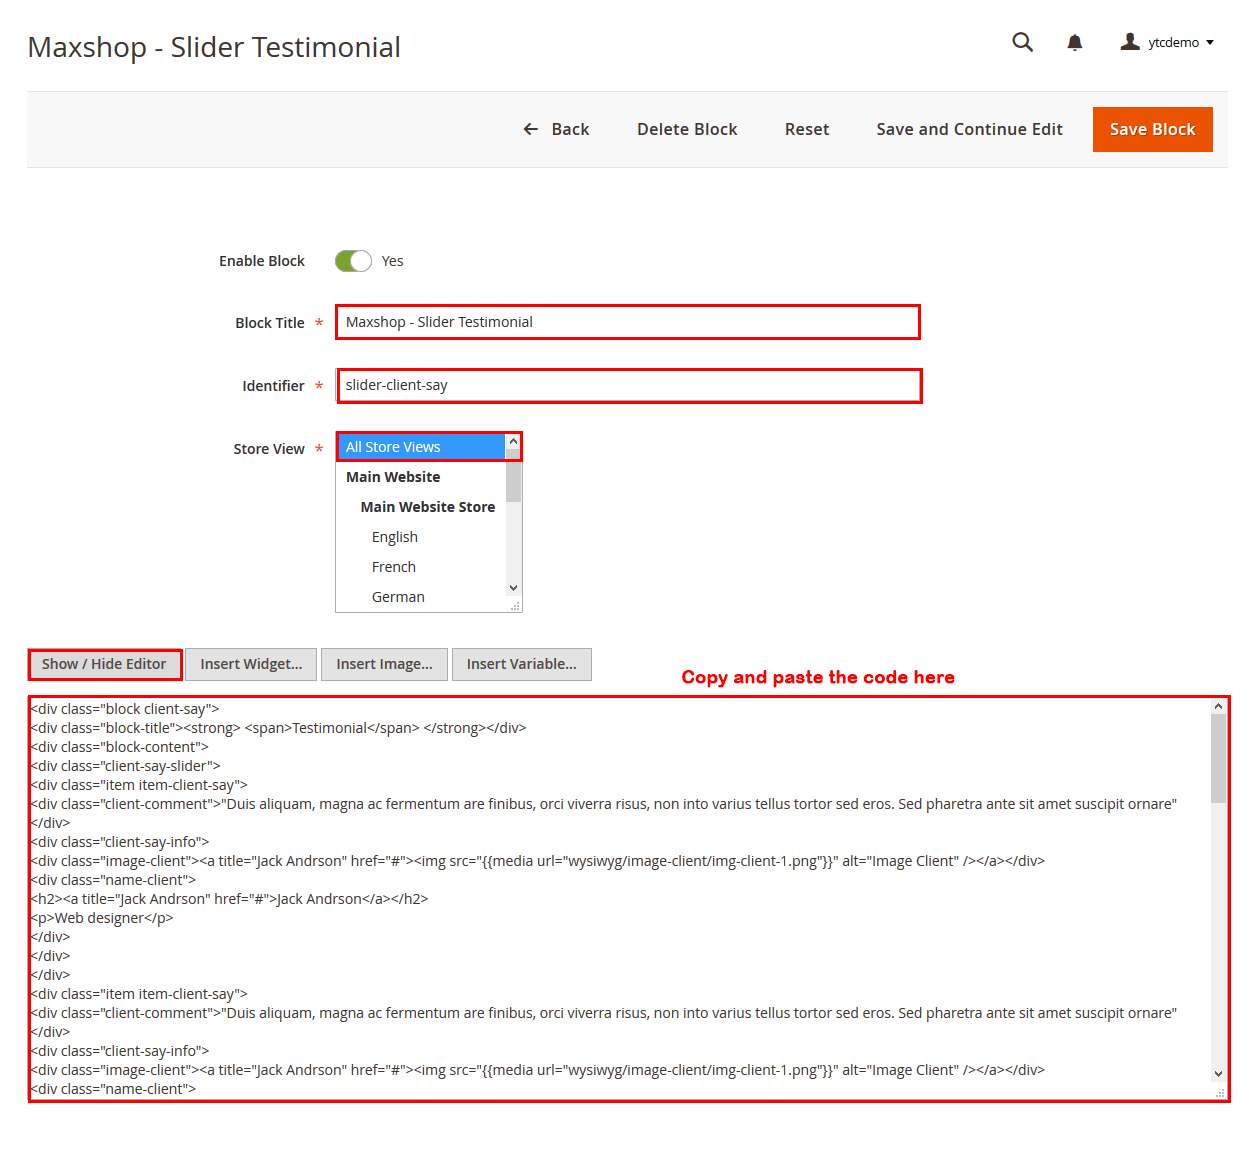 Maxshop - Slider Testimonial
ytcdemo
Back
Delete Block
Reset
Save and Continue Edit
Save Block
Enable Block
Yes
Block Title *
Maxshop - Slider Testimonial
Identifier *
slider-client-say
Store View *
All Store Views
Main Website
Main Website Store
English
French
German
Show / Hide Editor
Insert Widget...
Insert Image...
Insert Variable...
Copy and paste the code here
<div class="block client-say">
<div class="block-title"><strong> <span>Testimonial</span> </strong></div>
<div class="block-content">
<div class="client-say-slider">
<div class="item item-client-say">
<div class="client-comment">"Duis aliquam, magna ac fermentum are finibus, orci viverra risus, non into varius tellus tortor sed eros. Sed pharetra ante sit amet suscipit ornare"
</div>
<div class="client-say-info">
<div class="image-client"><a title="Jack Andrson" href="#"><img src="{{media url="wysiwyg/image-client/img-client-1.png"}}" alt="Image Client" /></a></div>
<div class="name-client">
<h2><a title="Jack Andrson" href="#">Jack Andrson</a></h2>
<p>Web designer</p>
</div>
</div>
</div>
<div class="item item-client-say">
<div class="client-comment">"Duis aliquam, magna ac fermentum are finibus, orci viverra risus, non into varius tellus tortor sed eros. Sed pharetra ante sit amet suscipit ornare"
</div>
<div class="client-say-info">
<div class="image-client"><a title="Jack Andrson" href="#"><img src="{{media url="wysiwyg/image-client/img-client-1.png"}}" alt="Image Client" /></a></div>
<div class="name-client">